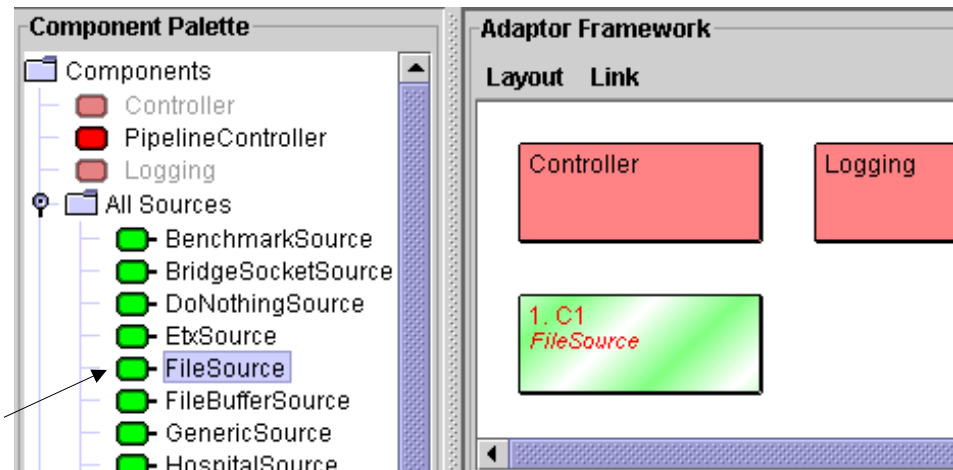 Component Palette
Components
Controller
PipelineController
Logging
All Sources
BenchmarkSource
BridgeSocketSource
DoNothingSource
EtxSource
FileSource
FileBufferSource
GenericSource
HospitalSource
Adaptor Framework
Layout Link
Controller
Logging
1. C1
FileSource